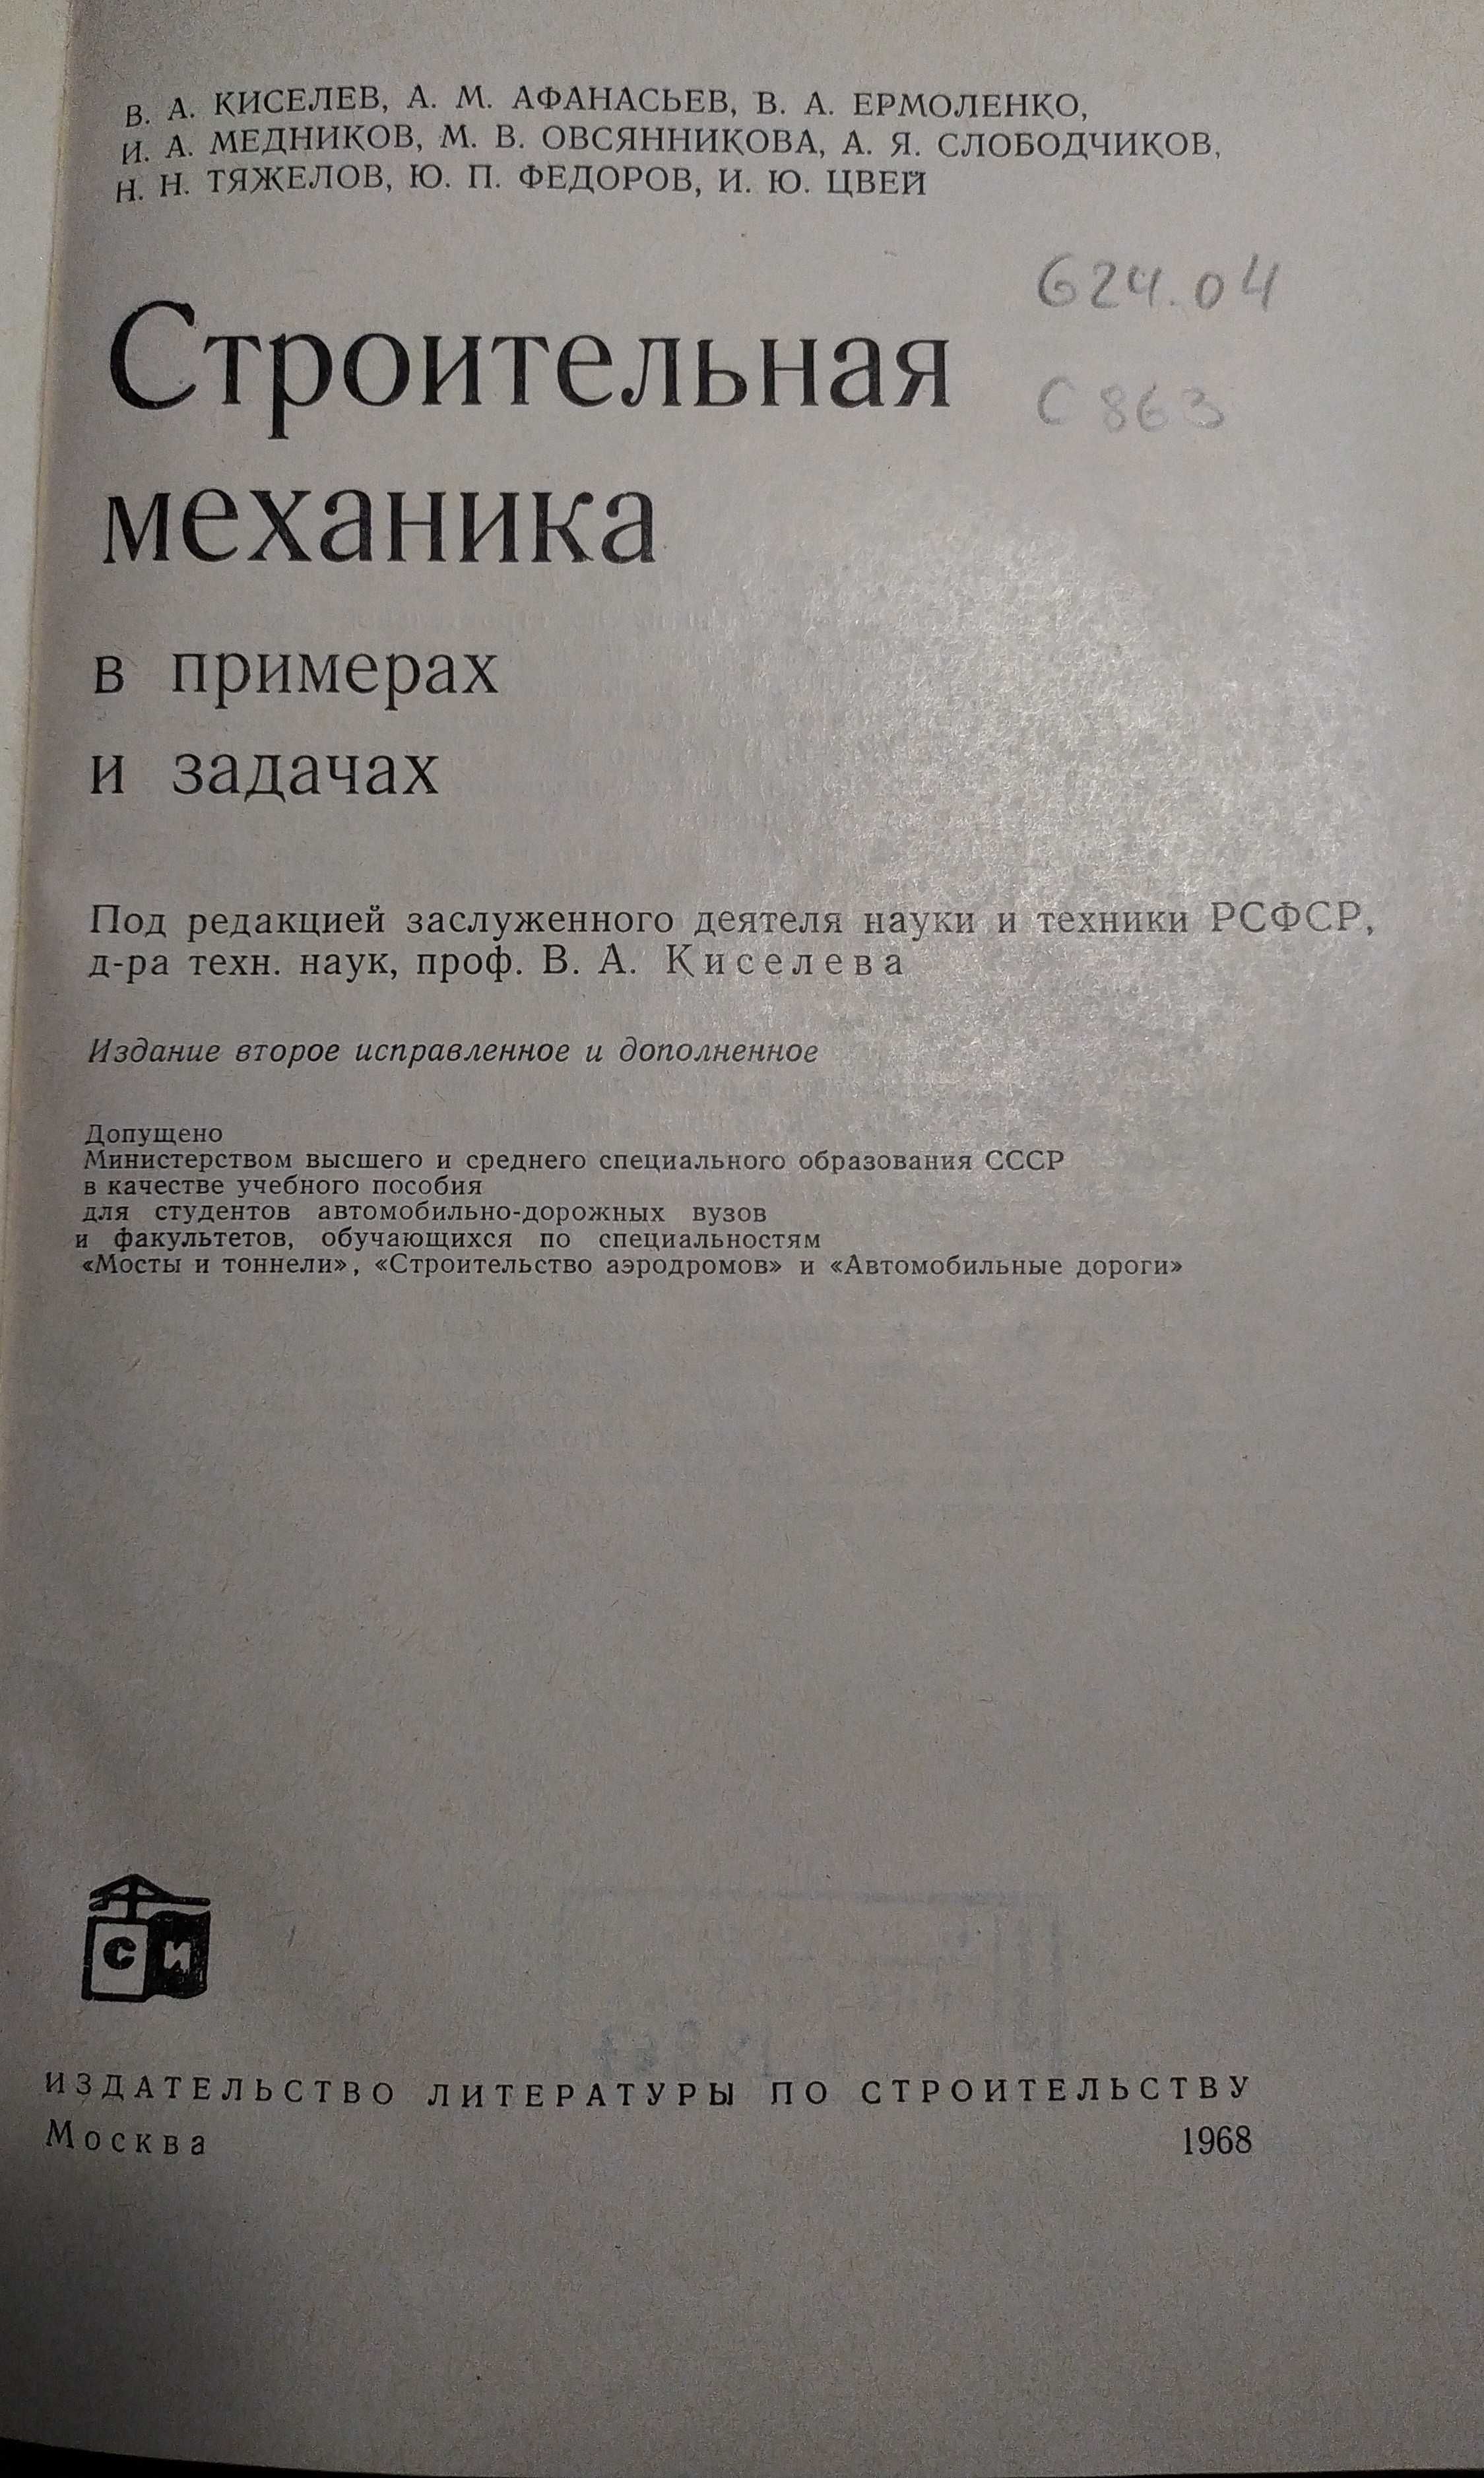 В. А. КИСЕЛЕВ, А. М. АФАНАСЬЕВ, В. А. ЕРМОЛЕНКО,
И. А. МЕДНИКОВ, М. В. ОВСЯННИКОВА, А. Я. СЛОБОДЧИКОВ,
Н. Н. ТЯЖЕЛОВ, Ю. П. ФЕДОРОВ, И. Ю. ЦВЕЙ
624.04
Строительная
С 863
механика
в примерах
и задачах
Под редакцией заслуженного деятеля науки и техники РСФСР,
д-ра техн. наук, проф. В. А. Киселева
Издание второе исправленное и дополненное
Допущено
Министерством высшего и среднего специального образования СССР
в качестве учебного пособия
для студентов автомобильно-дорожных вузов
и факультетов, обучающихся по специальностям
«Мосты и тоннели», «Строительство аэродромов» и «Автомобильные дороги»
С И
ИЗДАТЕЛЬСТВО ЛИТЕРАТУРЫ ПО СТРОИТЕЛЬСТВУ
Москва 1968